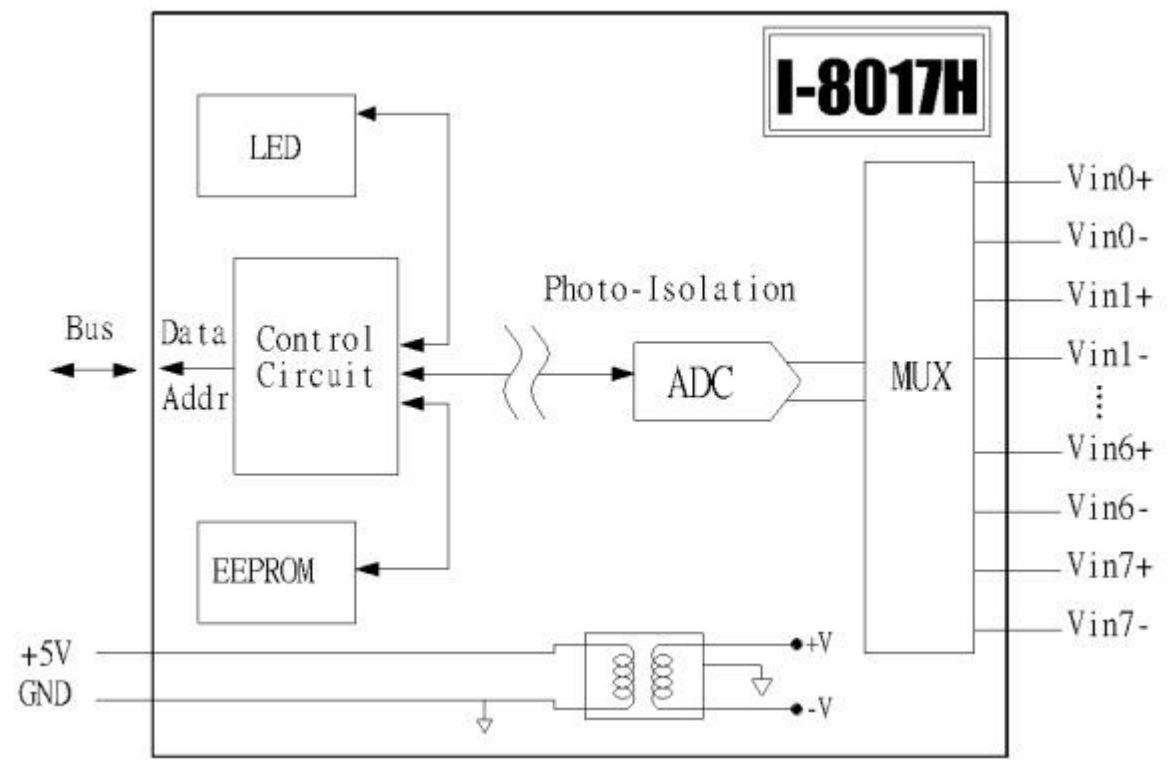 I-8017H
LED
Vin0+
Vin0-
Photo-Isolation
Vin1+
Bus
Data
Control
Circuit
Addr
ADC
MUX
Vin1-
Vin6+
Vin6-
EEPROM
Vin7+
Vin7-
+5V
GND
+V
-V